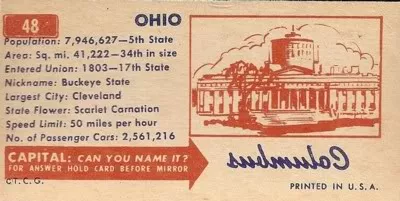 48
OHIO
Population: 7,946,627—5th State
Area: Sq. mi. 41,222—34th in size
Entered Union: 1803—17th State
Nickname: Buckeye State
Largest City: Cleveland
State Flower: Scarlet Carnation
Speed Limit: 50 miles per hour
No. of Passenger Cars: 2,561,216
CAPITAL: CAN YOU NAME IT?
FOR ANSWER HOLD CARD BEFORE MIRROR
Columbus
©T.C.G.
PRINTED IN U.S.A.